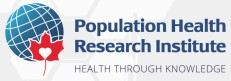 Population Health
Research Institute
HEALTH THROUGH KNOWLEDGE